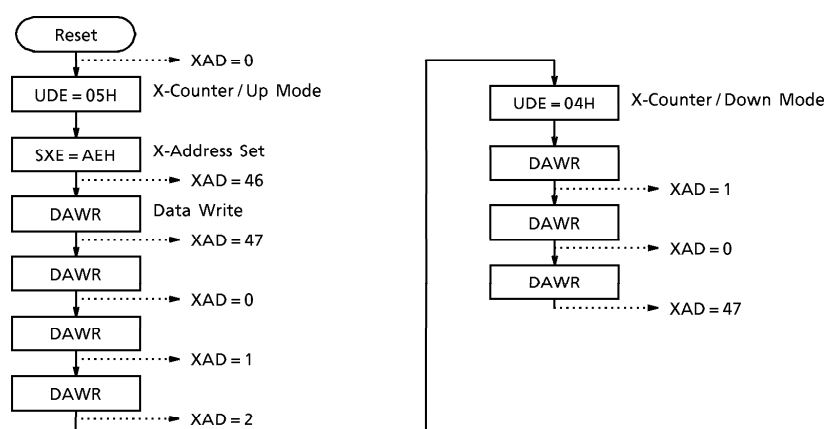 Reset
XAD = 0
UDE = 05H X-Counter / Up Mode
SXE = AEH X-Address Set
XAD = 46
DAWR Data Write
XAD = 47
DAWR
XAD = 0
DAWR
XAD = 1
DAWR
XAD = 2
UDE = 04H X-Counter / Down Mode
DAWR
XAD = 1
DAWR
XAD = 0
DAWR
XAD = 47